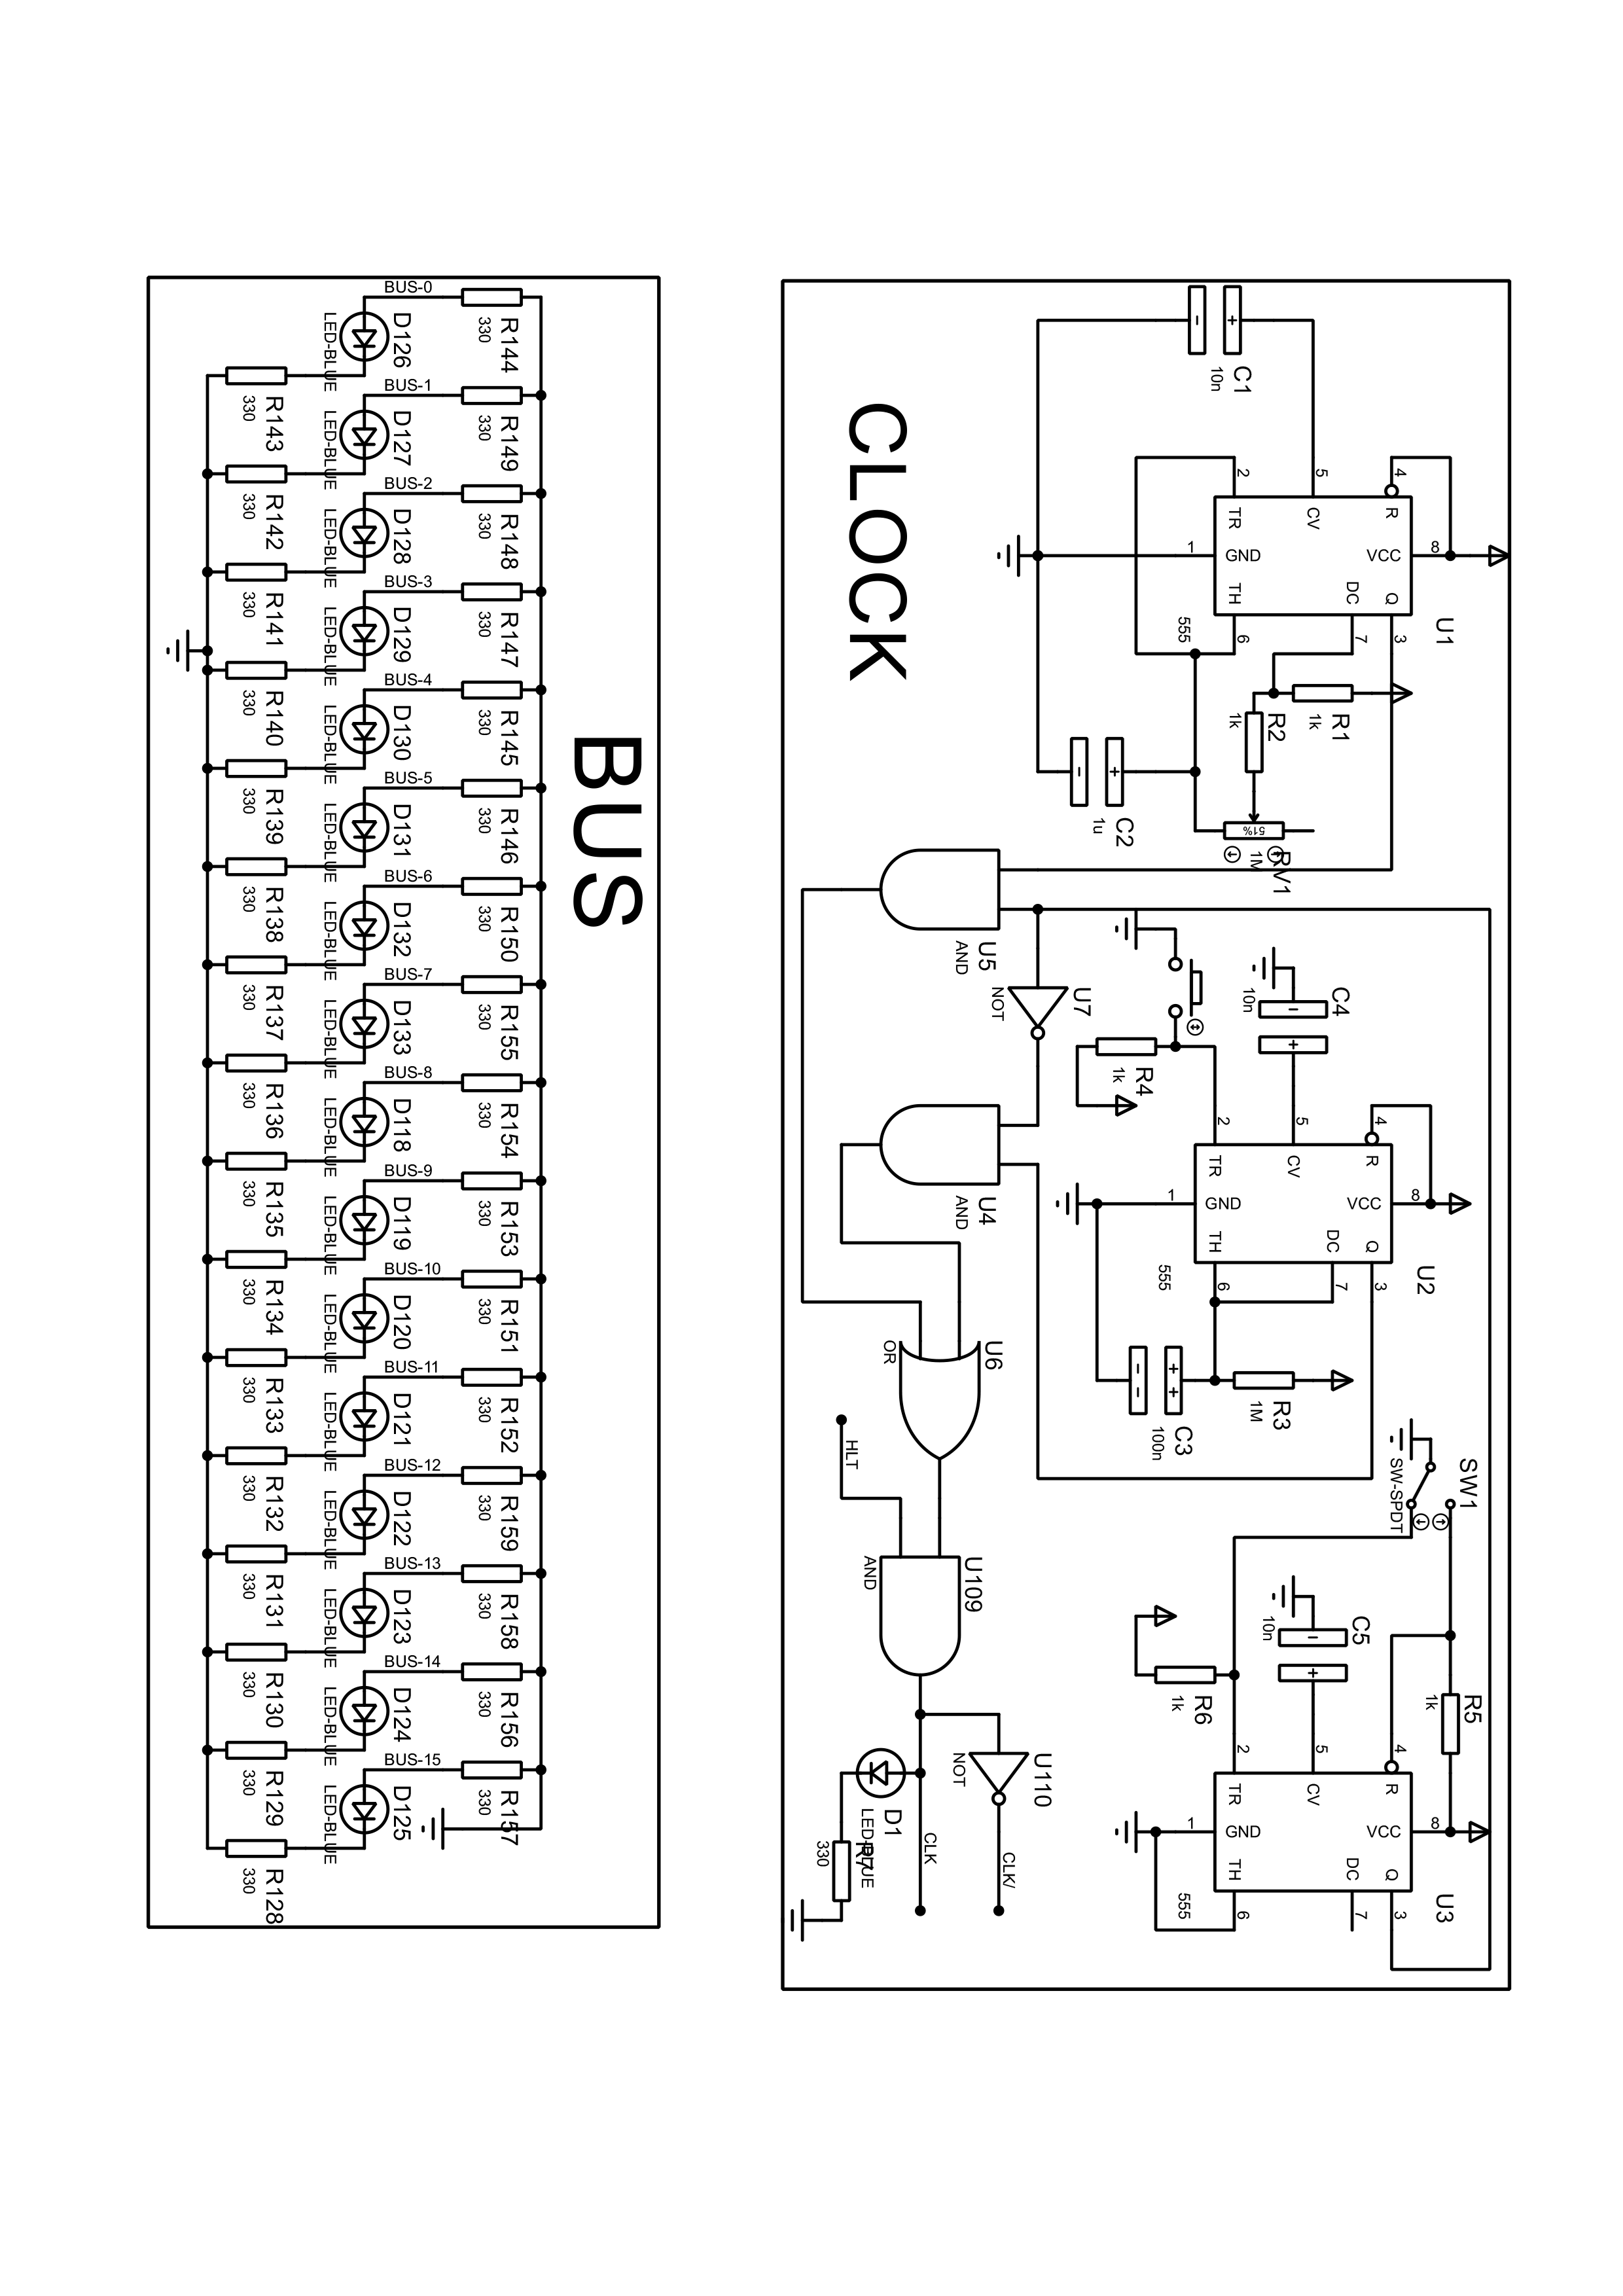 CLOCK
U1
R
CV
TR
VCC
GND
Q
DC
TH
4
5
2
8
1
3
7
6
555
C1
10n
R1
1k
R2
1k
C2
1u
RV1
1M
51%
U5
AND
U7
NOT
C4
10n
R4
1k
U2
R
CV
TR
VCC
GND
Q
DC
TH
4
5
2
8
1
3
7
6
555
U4
AND
R3
1M
C3
100n
U6
OR
HLT
SW1
SW-SPDT
U109
AND
C5
10n
R5
1k
R6
1k
U3
R
CV
TR
VCC
GND
Q
DC
TH
4
5
2
8
1
3
7
6
555
U110
NOT
D1
LED-BLUE
R7
330
CLK
CLK/
BUS
R144
330
R149
330
R148
330
R147
330
R145
330
R146
330
R150
330
R155
330
R154
330
R153
330
R151
330
R152
330
R159
330
R158
330
R156
330
R157
330
BUS-0
BUS-1
BUS-2
BUS-3
BUS-4
BUS-5
BUS-6
BUS-7
BUS-8
BUS-9
BUS-10
BUS-11
BUS-12
BUS-13
BUS-14
BUS-15
D126
LED-BLUE
D127
LED-BLUE
D128
LED-BLUE
D129
LED-BLUE
D130
LED-BLUE
D131
LED-BLUE
D132
LED-BLUE
D133
LED-BLUE
D118
LED-BLUE
D119
LED-BLUE
D120
LED-BLUE
D121
LED-BLUE
D122
LED-BLUE
D123
LED-BLUE
D124
LED-BLUE
D125
LED-BLUE
R143
330
R142
330
R141
330
R140
330
R139
330
R138
330
R137
330
R136
330
R135
330
R134
330
R133
330
R132
330
R131
330
R130
330
R129
330
R128
330